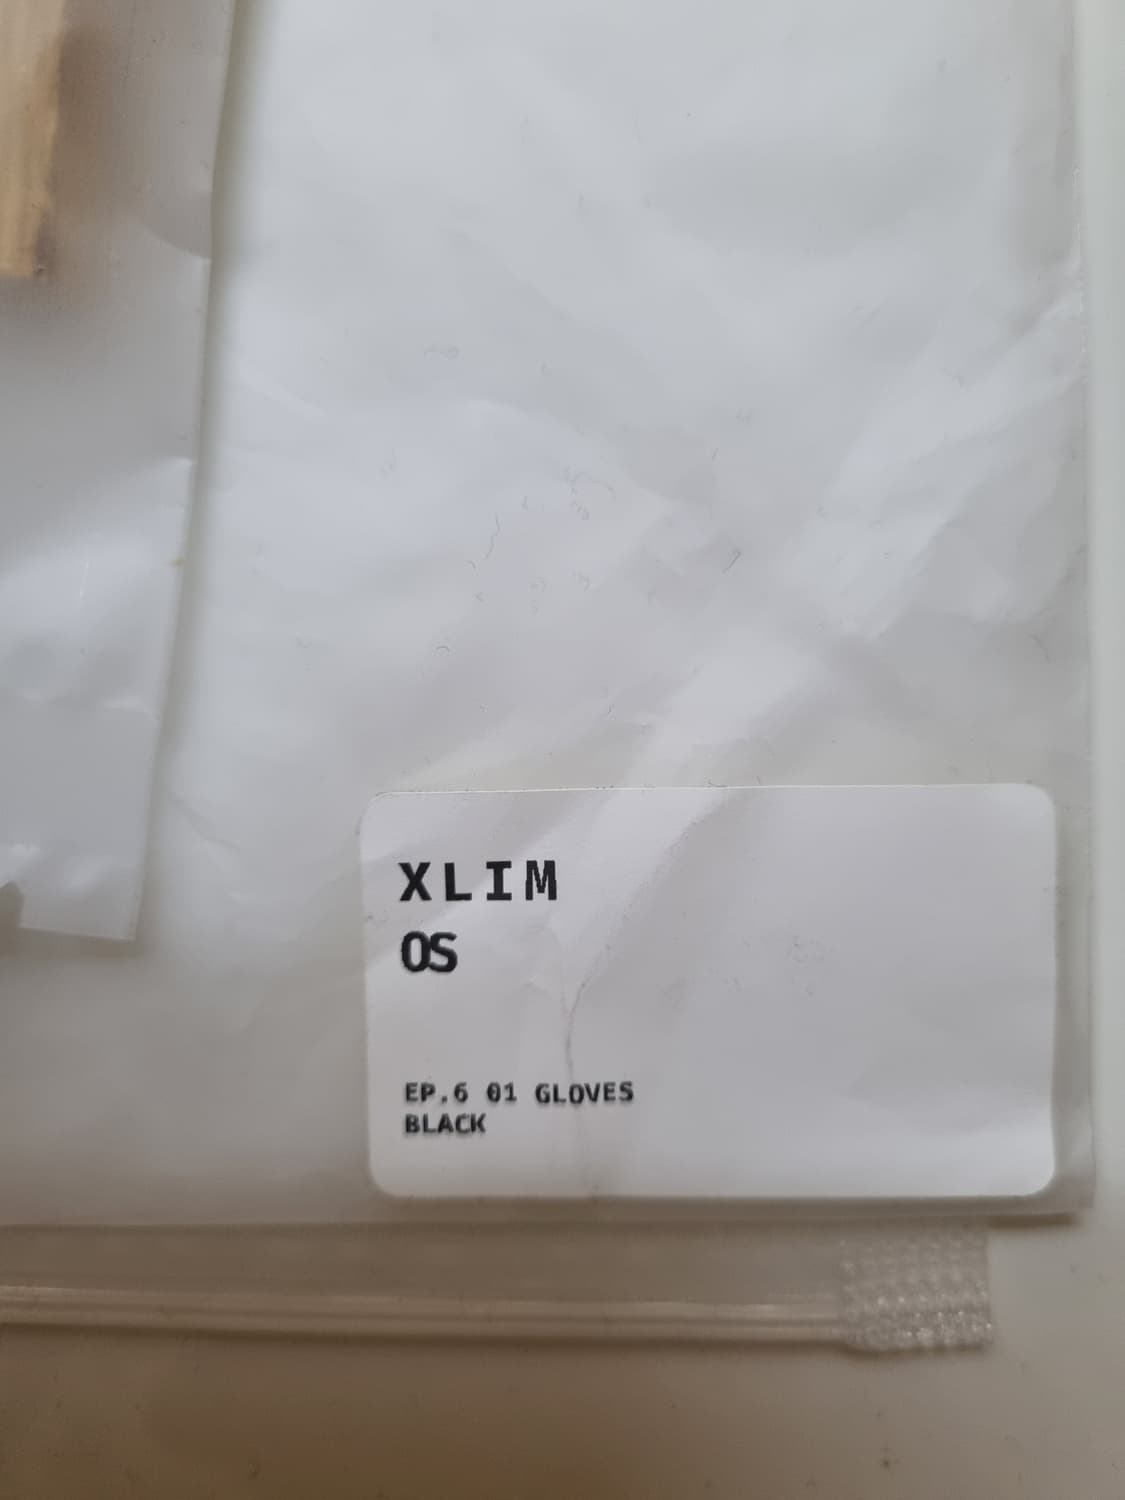 XLIM
OS
EP.6 01 GLOVES
BLACK